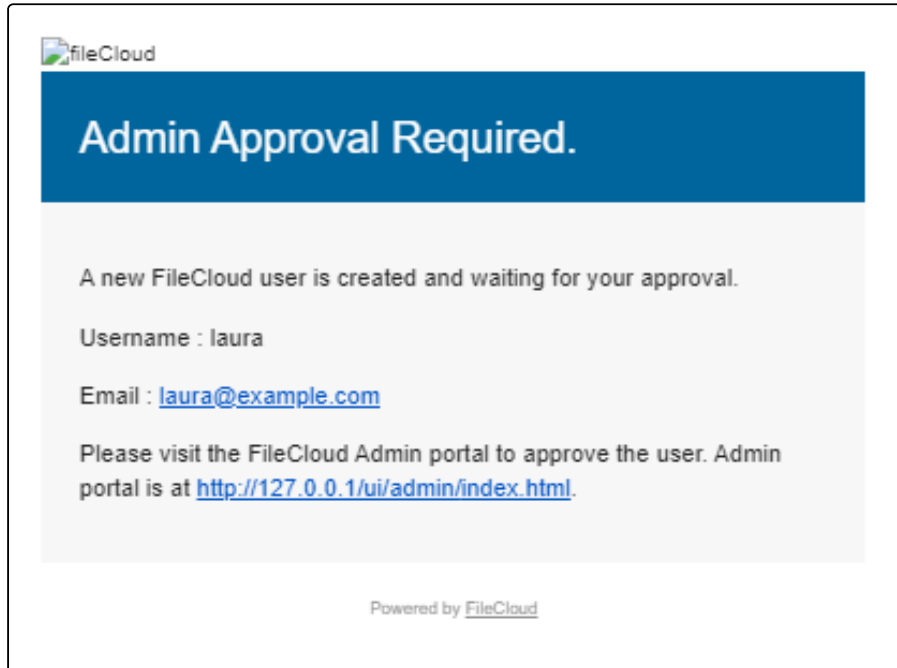 fileCloud
Admin Approval Required.
A new FileCloud user is created and waiting for your approval.
Username : laura
Email : laura@example.com
Please visit the FileCloud Admin portal to approve the user. Admin
portal is at http://127.0.0.1/ui/admin/index.html.
Powered by FileCloud